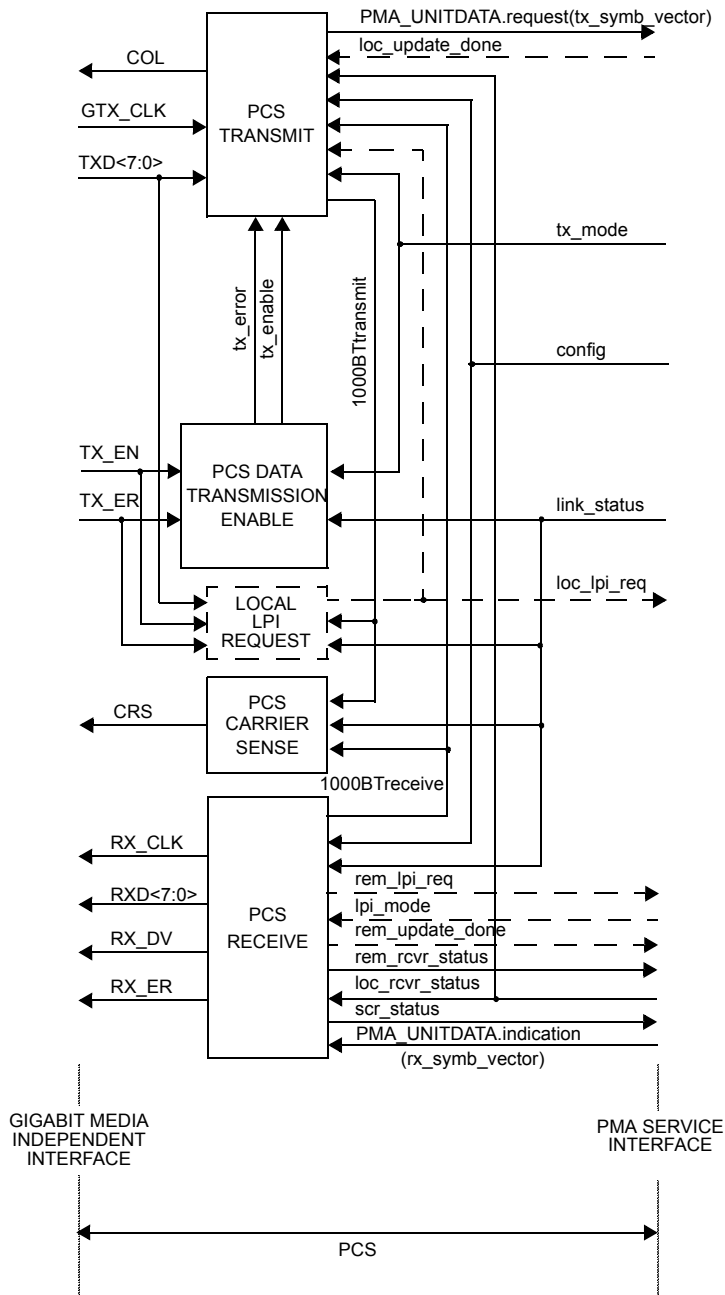 PMA_UNITDATA.request(tx_symb_vector)
loc_update_done
COL
GTX_CLK
TXD<7:0>
PCS
TRANSMIT
tx_mode
tx_error
tx_enable
1000BTtransmit
config
TX_EN
TX_ER
PCS DATA
TRANSMISSION
ENABLE
link_status
loc_lpi_req
LOCAL
LPI
REQUEST
CRS
PCS
CARRIER
SENSE
1000BTreceive
RX_CLK
RXD<7:0>
RX_DV
RX_ER
PCS
RECEIVE
rem_lpi_req
lpi_mode
rem_update_done
rem_rcvr_status
loc_rcvr_status
scr_status
PMA_UNITDATA.indication
(rx_symb_vector)
GIGABIT MEDIA
INDEPENDENT
INTERFACE
PMA SERVICE
INTERFACE
PCS